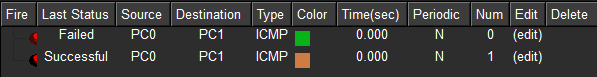 Fire Last Status Source Destination Type Color Time(sec) Periodic Num Edit Delete
Failed PC0 PC1 ICMP 0.000 N 0 (edit)
Successful PC0 PC1 ICMP 0.000 N 1 (edit)